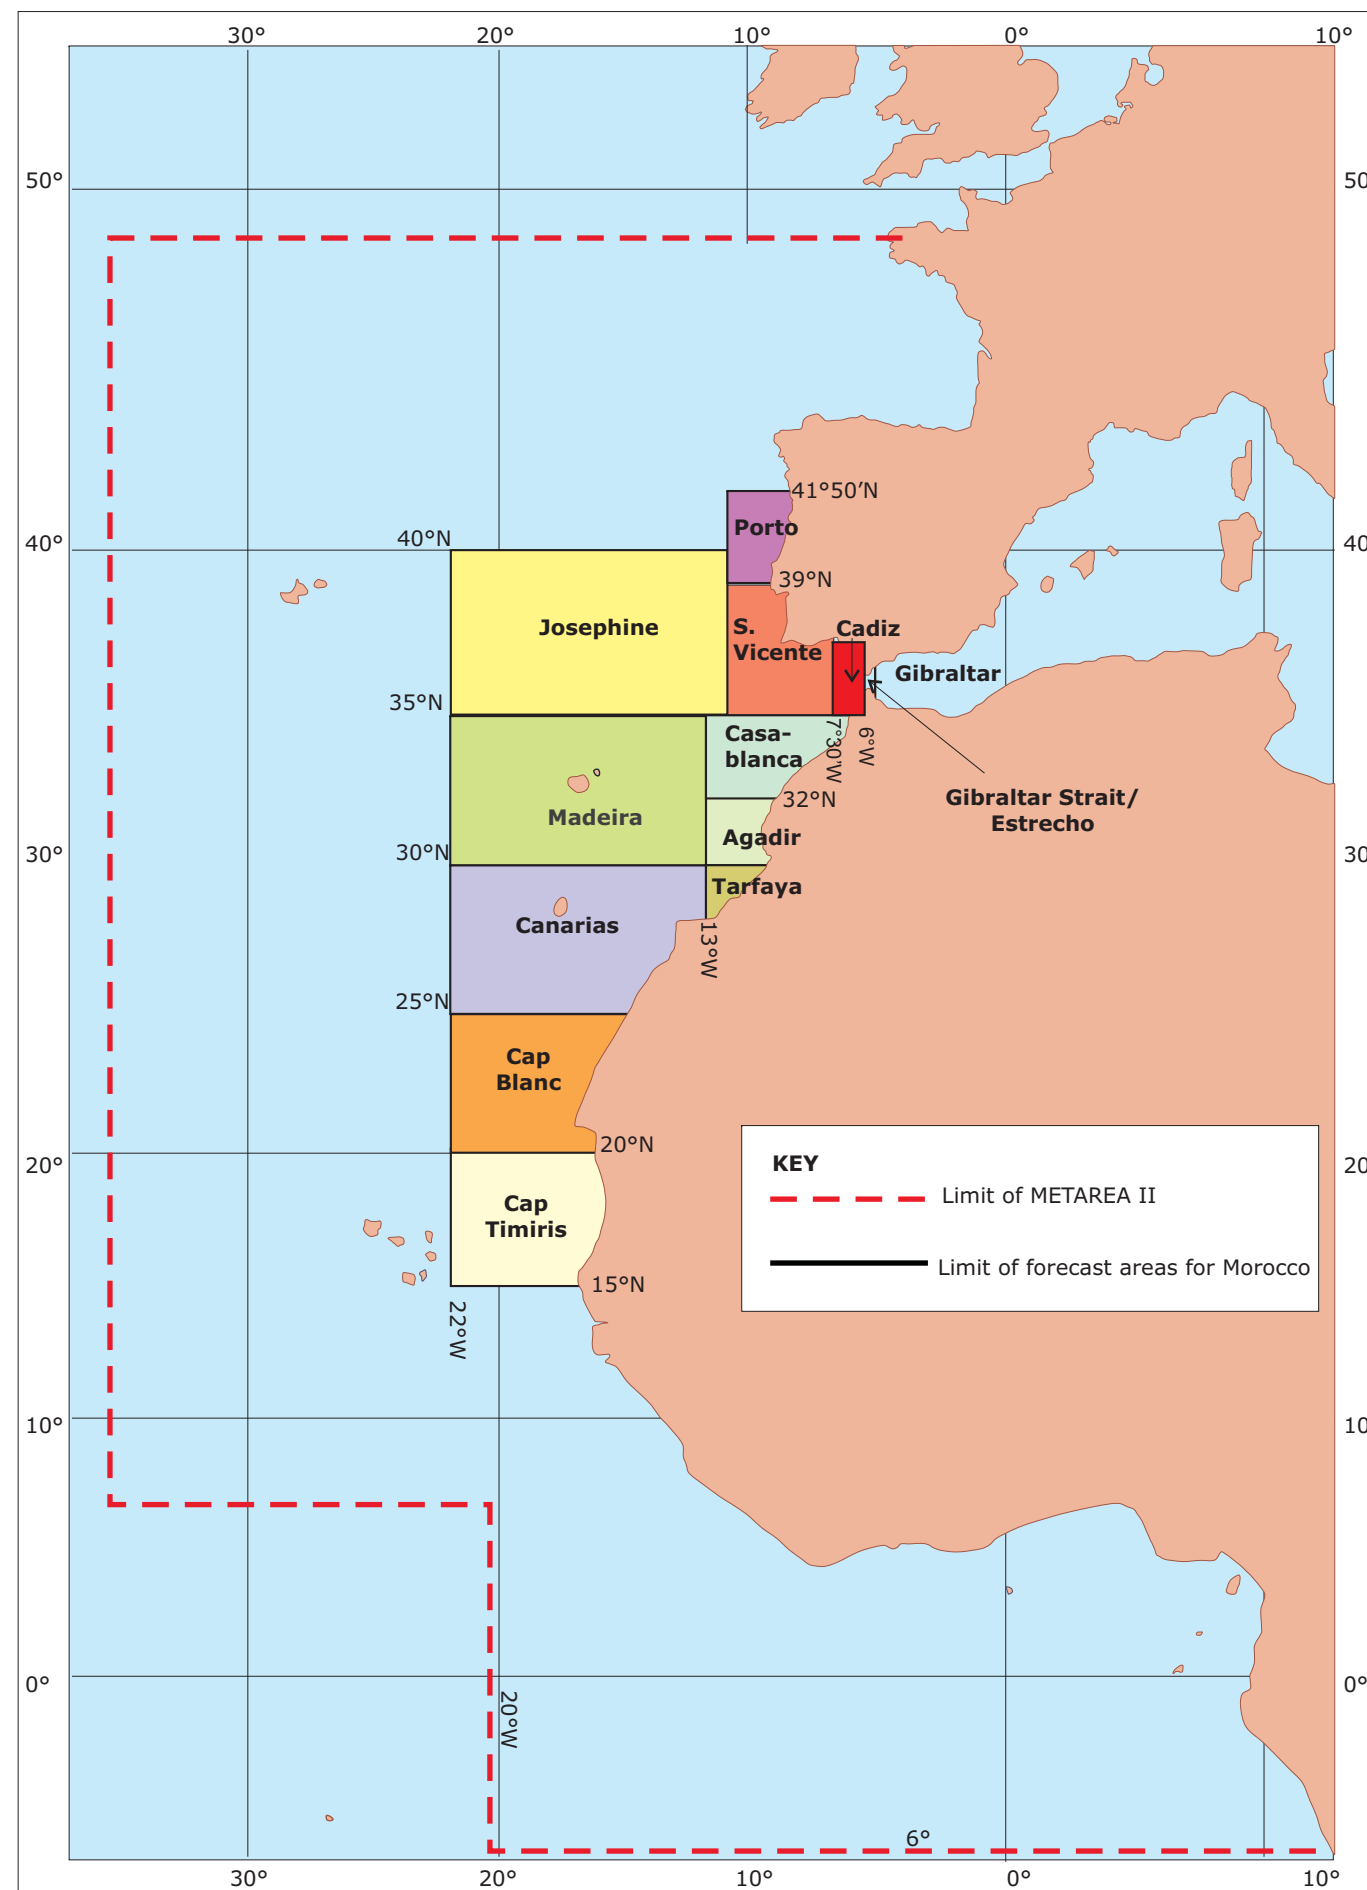 30°
20°
10°
0°
10°
50°
50
41°50'N
Porto
40°N
40°
40
39°N
Josephine
S.
Vicente
Cadiz
Gibraltar
35°N
Casa-
blanca
7°30'W
6°W
Gibraltar Strait/
Estrecho
32°N
Madeira
Agadir
30°N
30°
30
Tarfaya
Canarias
13°W
25°N
Cap
Blanc
20°N
20°
20
KEY
Limit of METAREA II
Limit of forecast areas for Morocco
Cap
Timiris
15°N
22°W
10°
10
0°
0°
20°W
6°
30°
20°
10°
0°
10°